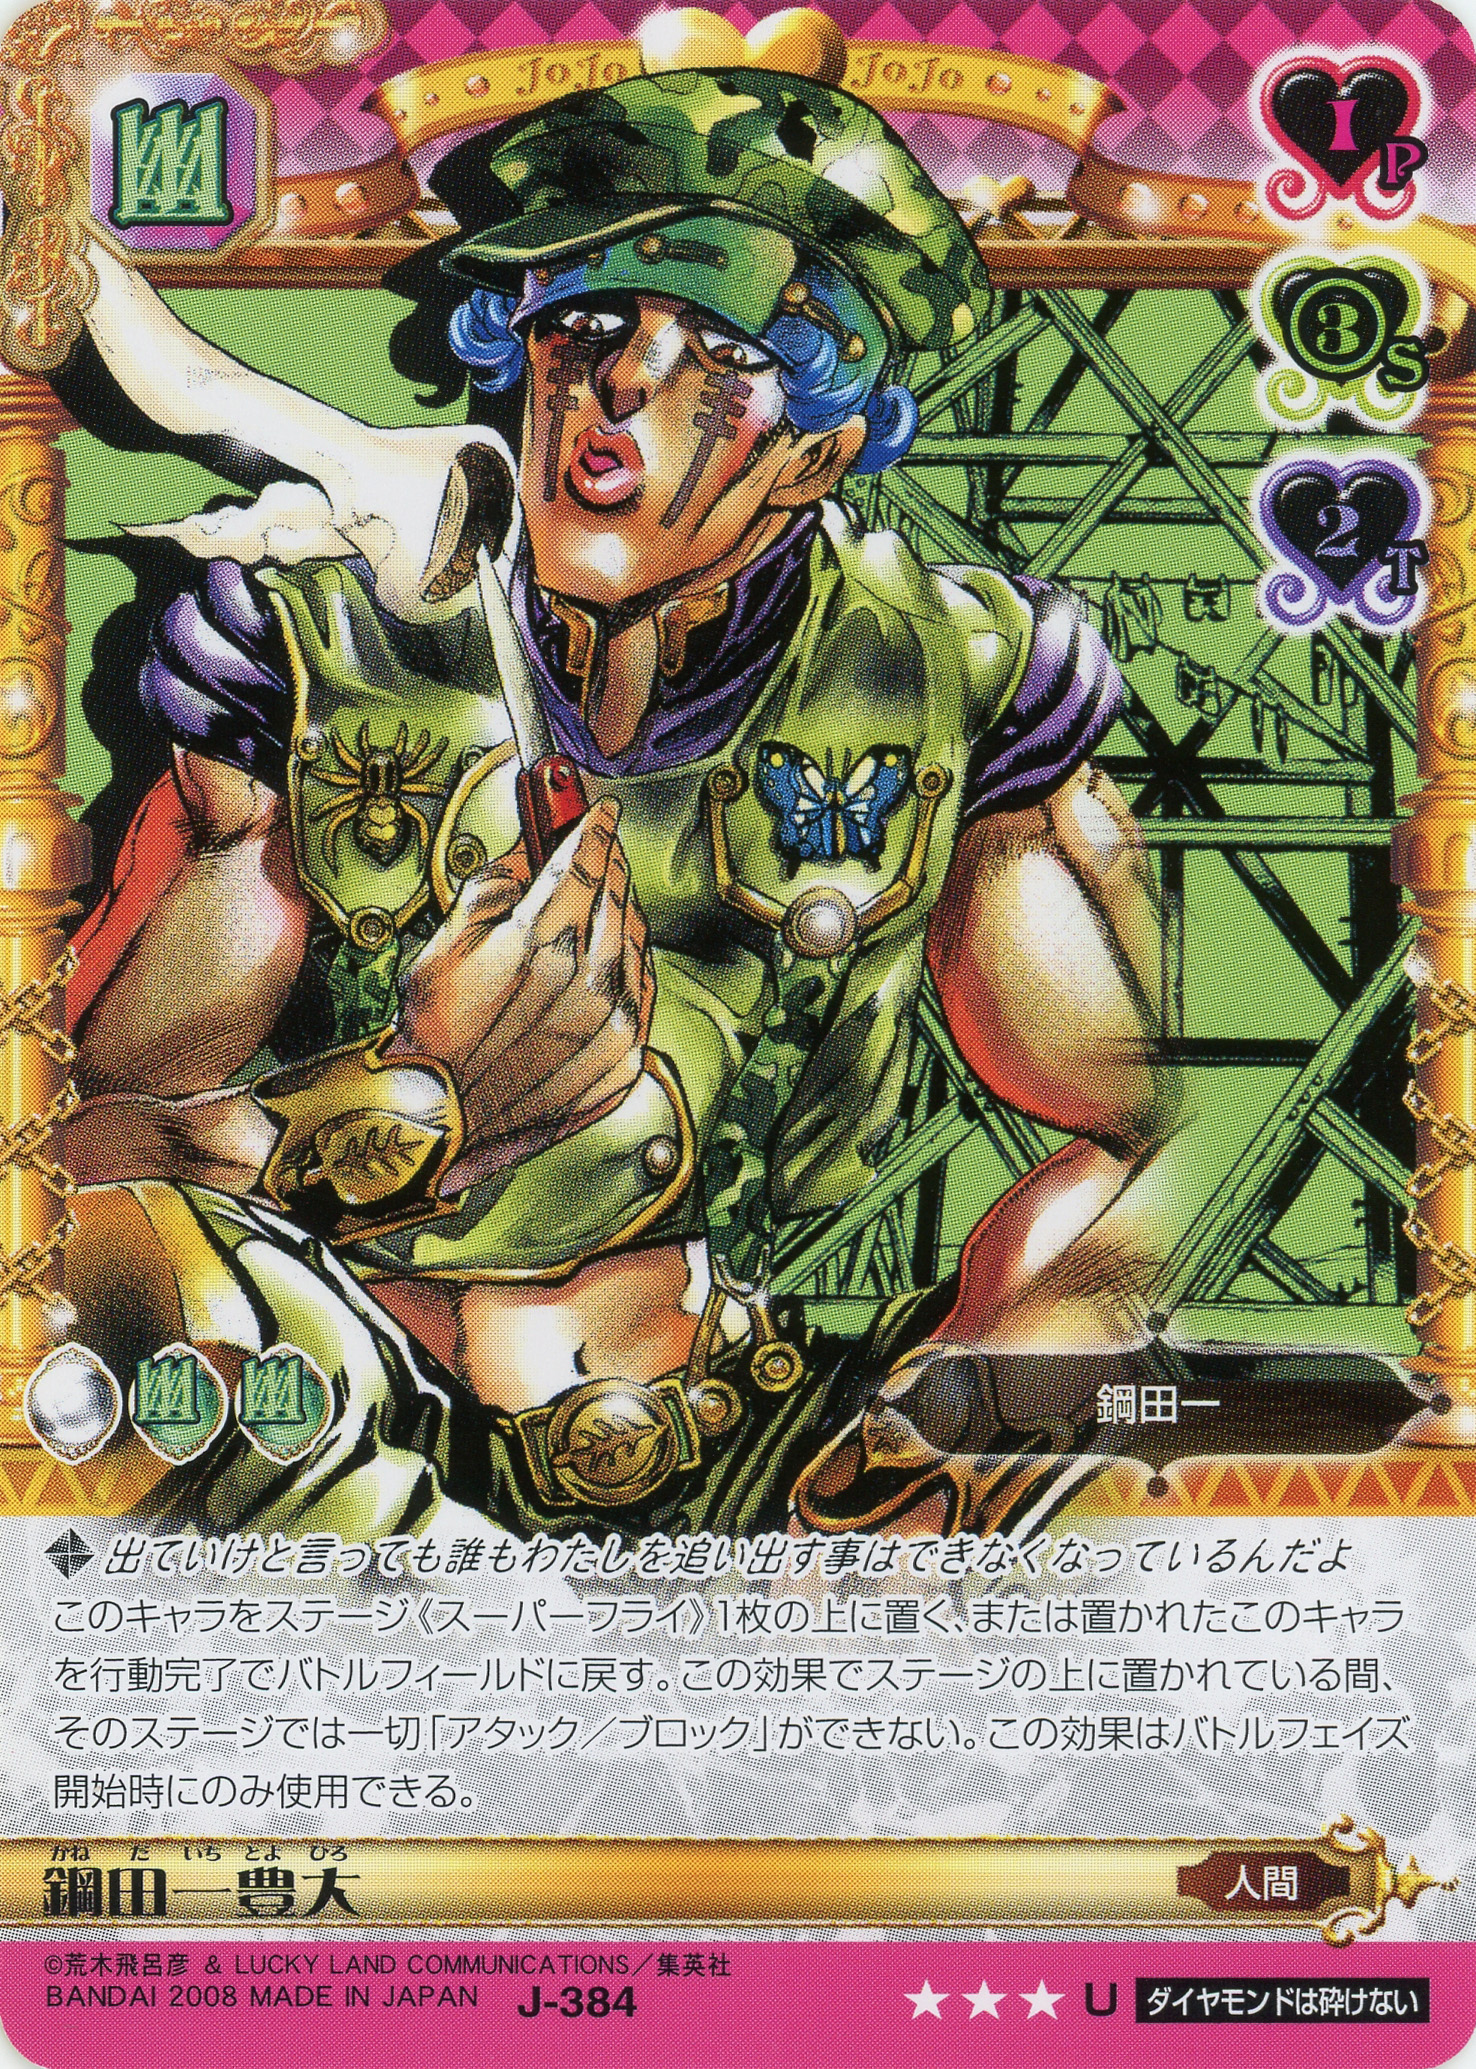 JoJo JoJo
1 P
3 S
2 T
鋼田一
出ていけと言っても誰もわたしを追い出す事はできなくなっているんだよ
このキャラをステージ《スーパーフライ》1枚の上に置く、または置かれたこのキャラ
を行動完了でバトルフィールドに戻す。この効果でステージの上に置かれている間、
そのステージでは一切「アタック／ブロック」ができない。この効果はバトルフェイズ
開始時にのみ使用できる。
かね だ いち とよ ひろ
鋼田一豊大
人間
©荒木飛呂彦 & LUCKY LAND COMMUNICATIONS／集英社
BANDAI 2008 MADE IN JAPAN J-384 ★★★ U ダイヤモンドは砕けない